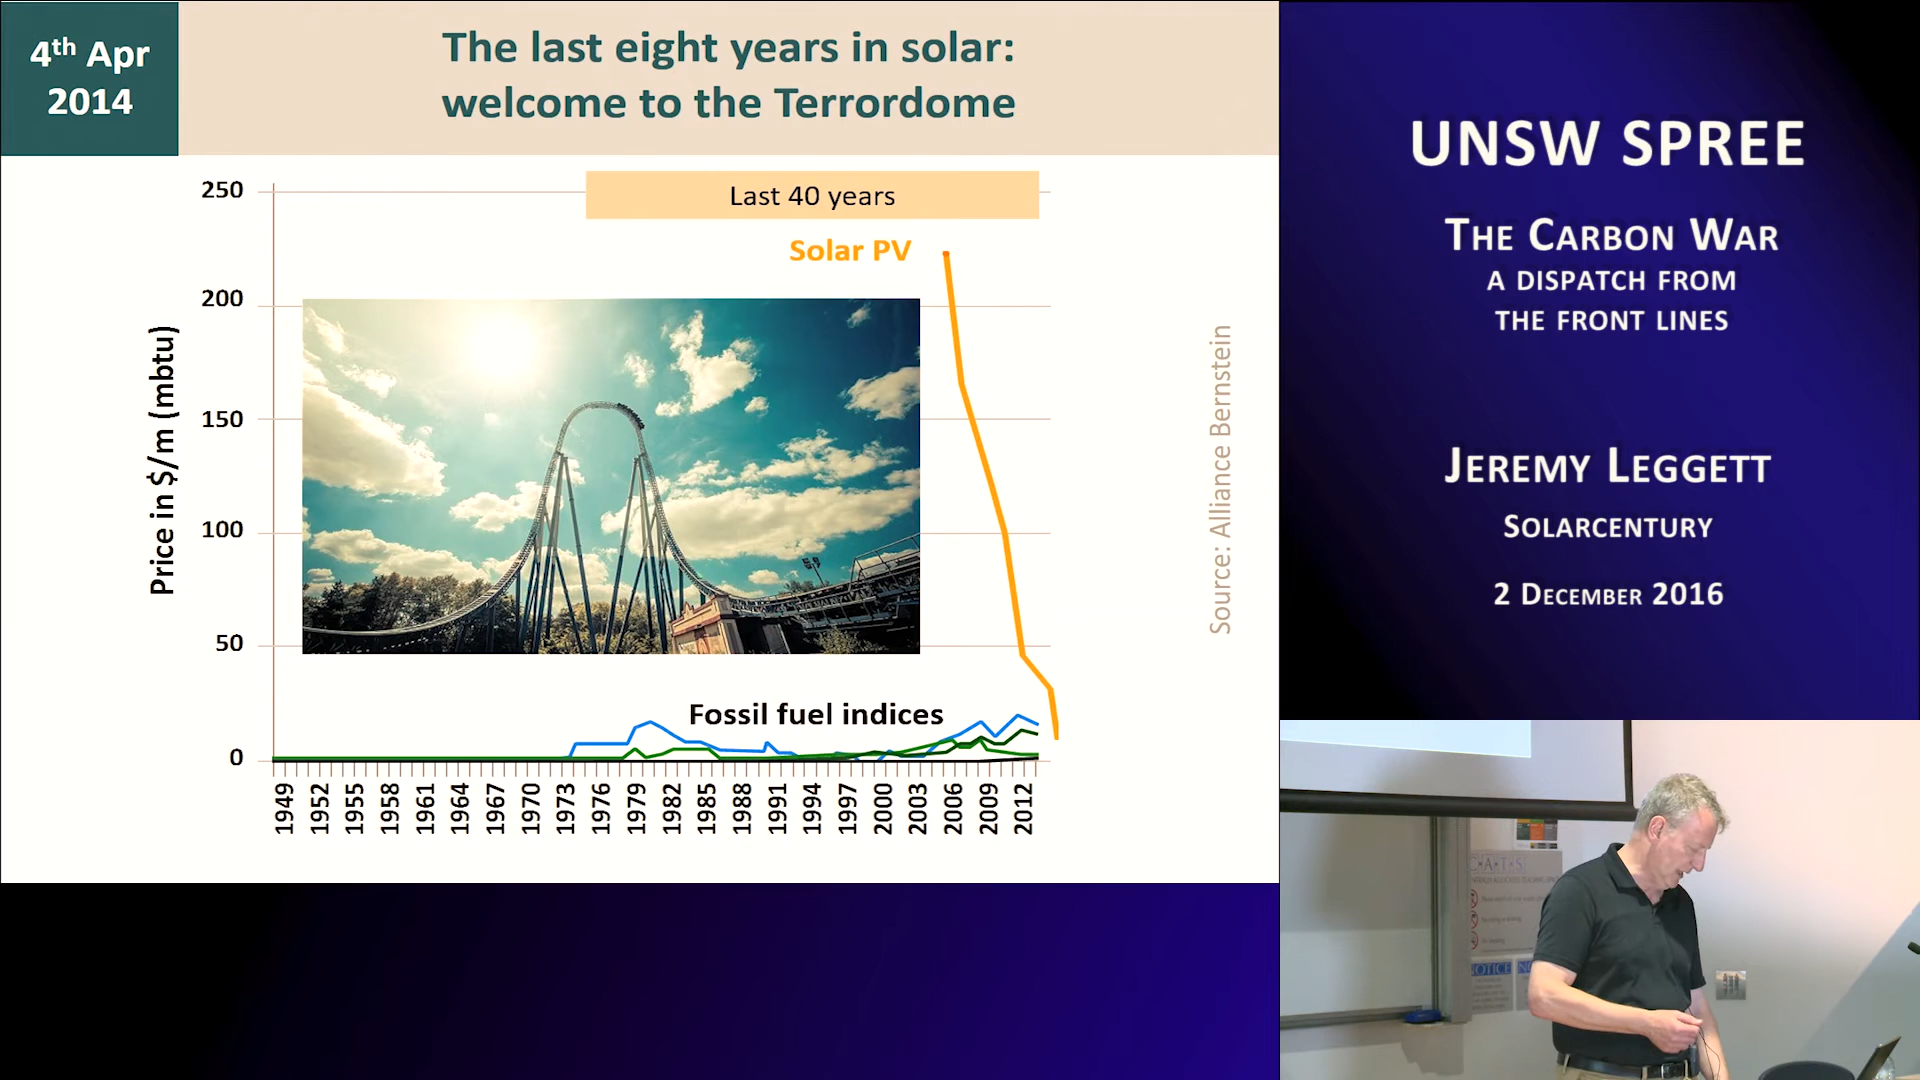 4th Apr
2014
The last eight years in solar:
welcome to the Terrordome
Last 40 years
Solar PV
Fossil fuel indices
Price in $/m (mbtu)
250
200
150
100
50
0
1949
1952
1955
1958
1961
1964
1967
1970
1973
1976
1979
1982
1985
1988
1991
1994
1997
2000
2003
2006
2009
2012
Source: Alliance Bernstein
UNSW SPREE
THE CARBON WAR
A DISPATCH FROM
THE FRONT LINES
JEREMY LEGGETT
SOLARCENTURY
2 DECEMBER 2016
NOTICE